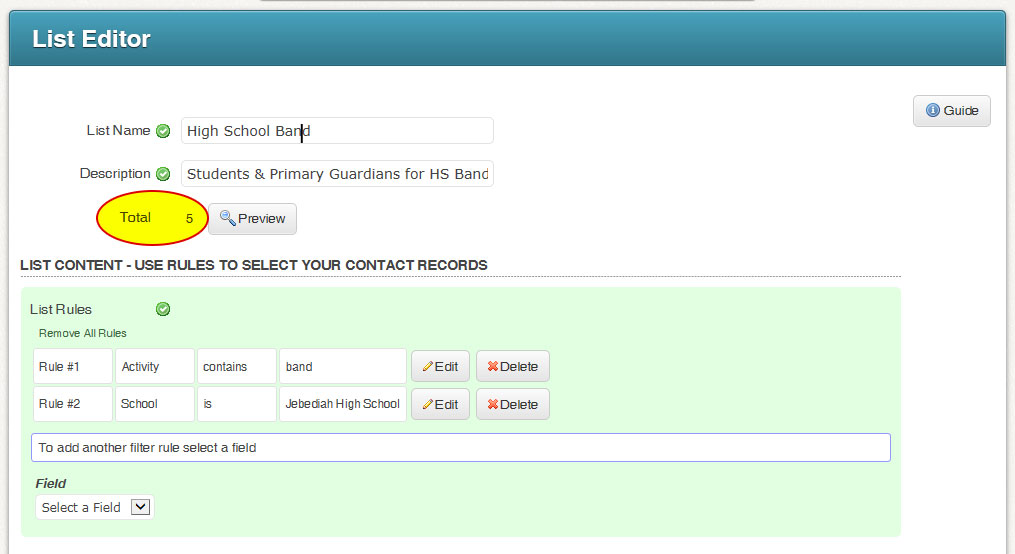 List Editor
Guide
List Name High School Band
Description Students & Primary Guardians for HS Band
Total 5 Preview
LIST CONTENT - USE RULES TO SELECT YOUR CONTACT RECORDS
List Rules
Remove All Rules
Rule #1 Activity contains band Edit Delete
Rule #2 School is Jebediah High School Edit Delete
To add another filter rule select a field
Field
Select a Field